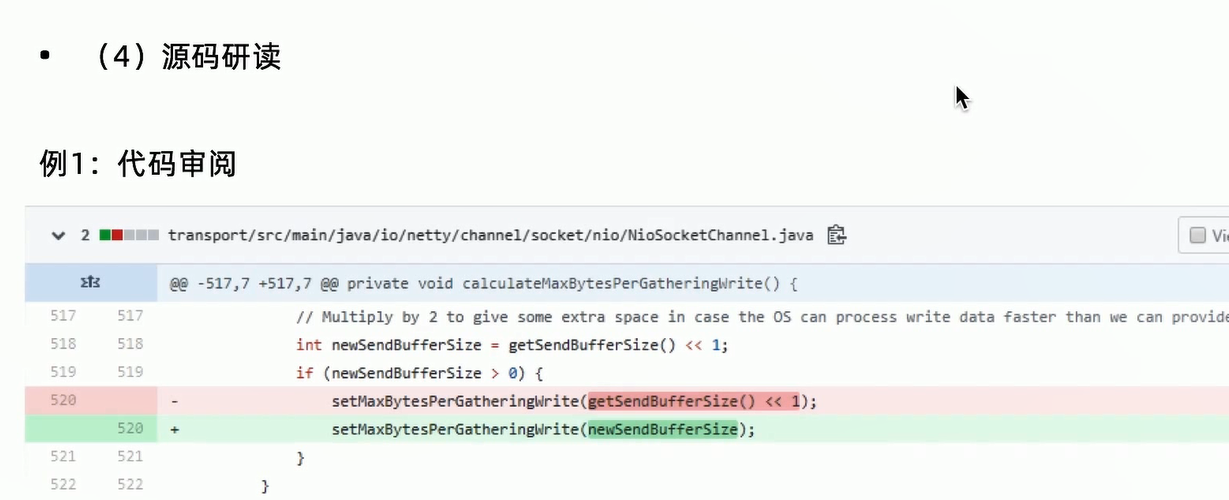 • （4）源码研读
例1：代码审阅
2 transport/src/main/java/io/netty/channel/socket/nio/NioSocketChannel.java
@@ -517,7 +517,7 @@ private void calculateMaxBytesPerGatheringWrite() {
517 517 // Multiply by 2 to give some extra space in case the OS can process write data faster than we can provide
518 518 int newSendBufferSize = getSendBufferSize() << 1;
519 519 if (newSendBufferSize > 0) {
520 - setMaxBytesPerGatheringWrite(getSendBufferSize() << 1);
520 + setMaxBytesPerGatheringWrite(newSendBufferSize);
521 521 }
522 522 }